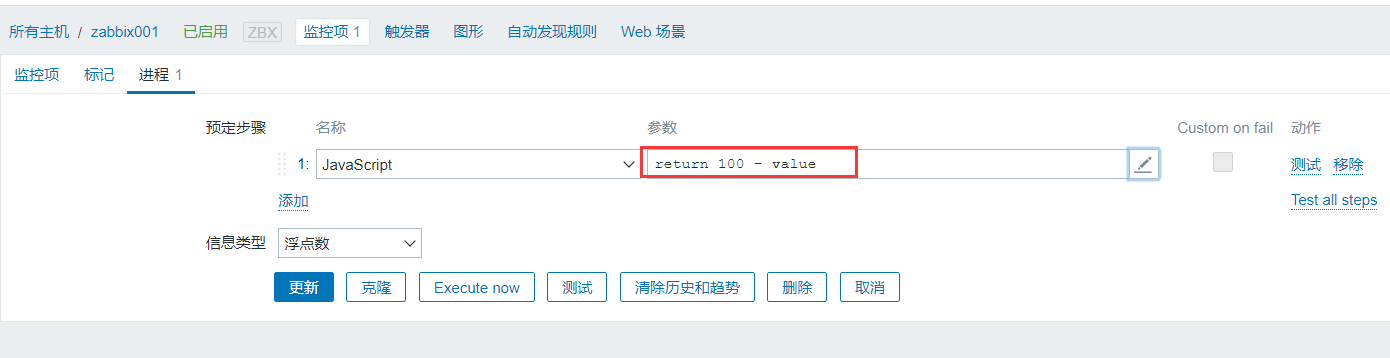 所有主机 / zabbix001 已启用 ZBX 监控项 1 触发器 图形 自动发现规则 Web 场景
监控项 标记 进程 1
预定步骤 名称 参数 Custom on fail 动作
1: JavaScript return 100 - value 测试 移除
添加 Test all steps
信息类型 浮点数
更新 克隆 Execute now 测试 清除历史和趋势 删除 取消